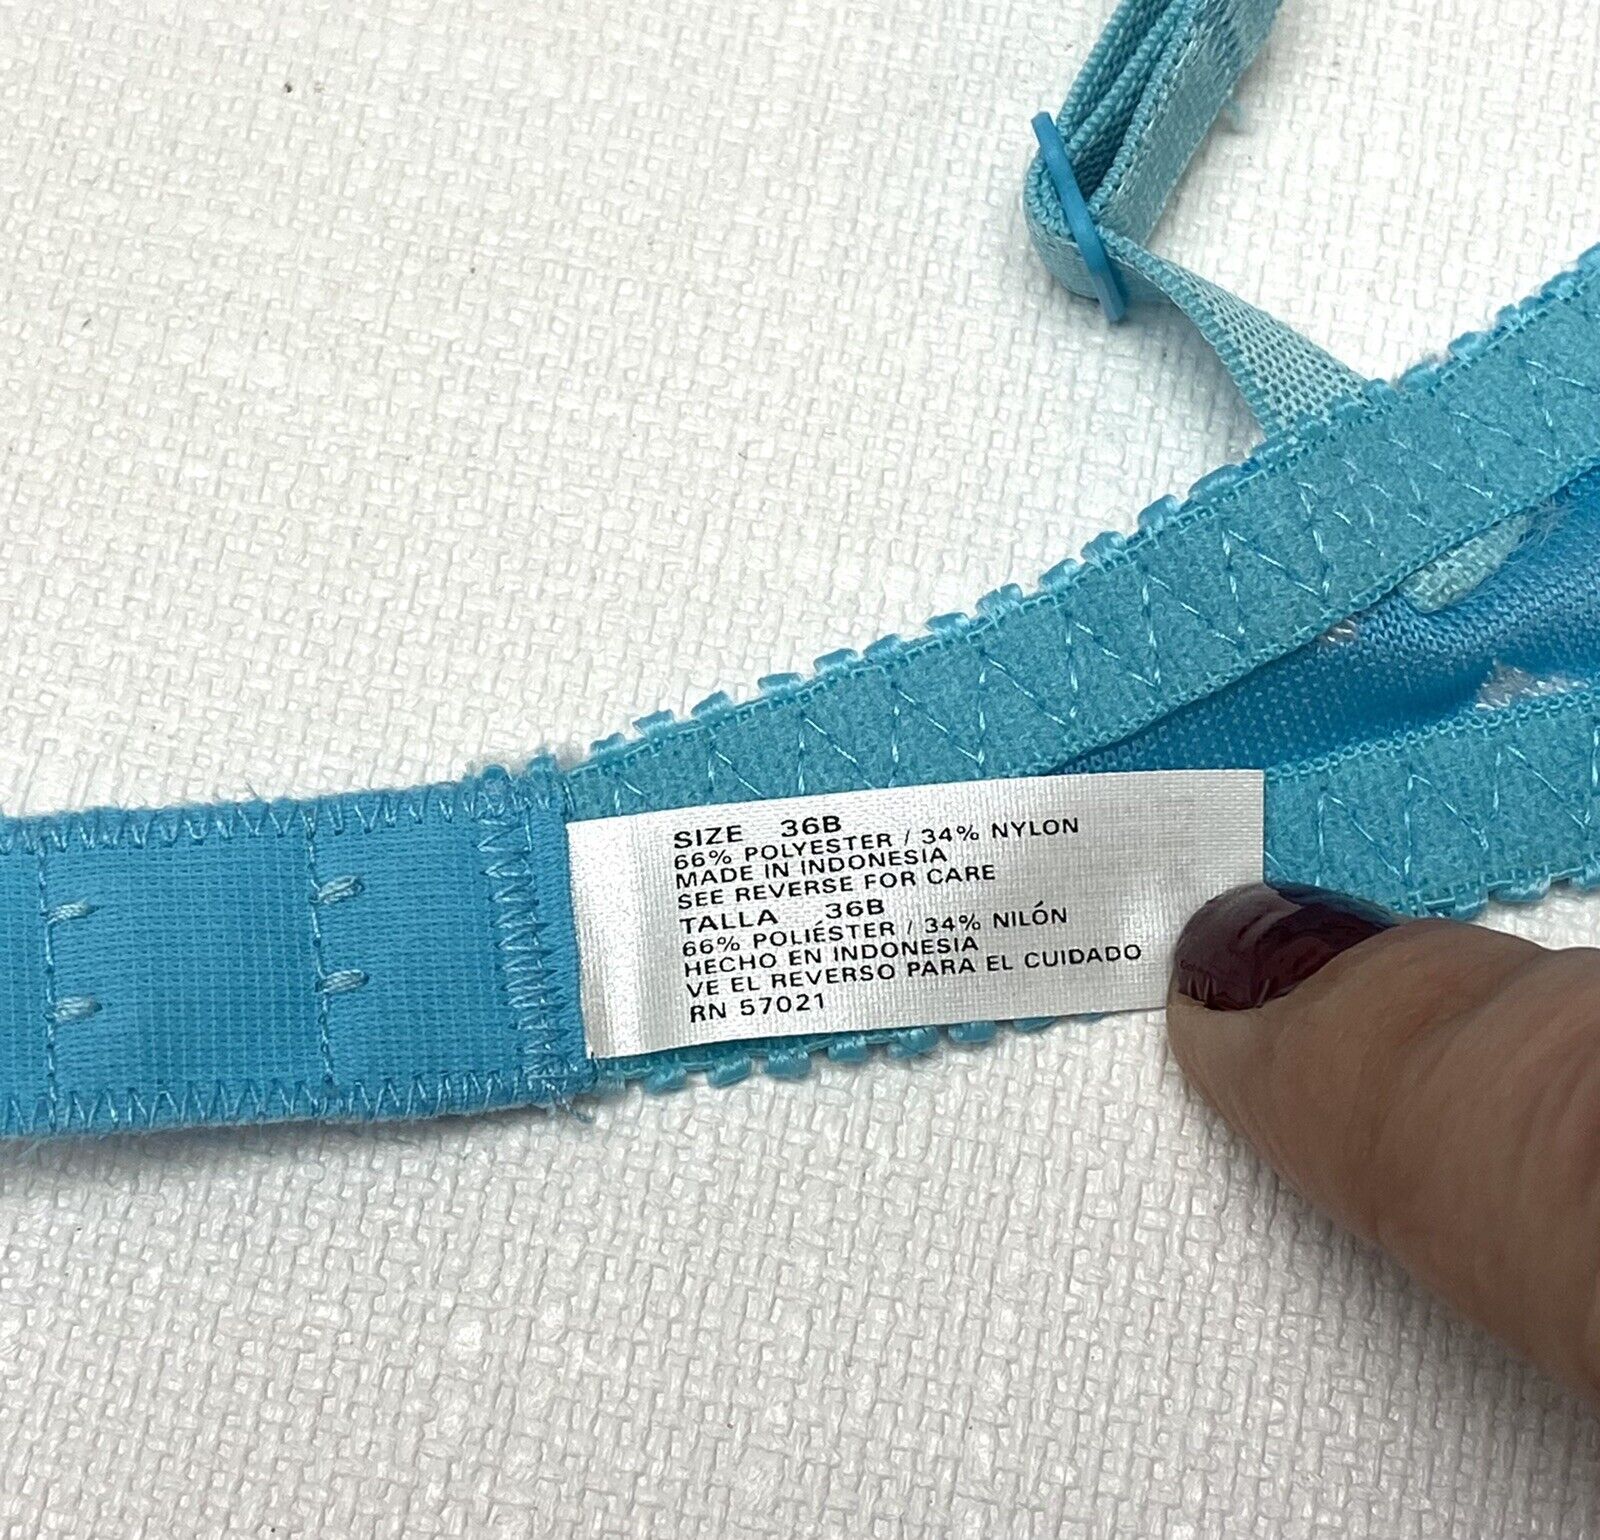 SIZE 36B
66% POLYESTER / 34% NYLON
MADE IN INDONESIA
SEE REVERSE FOR CARE
TALLA 36B
66% POLIÉSTER / 34% NILÓN
HECHO EN INDONESIA
VE EL REVERSO PARA EL CUIDADO
RN 57021